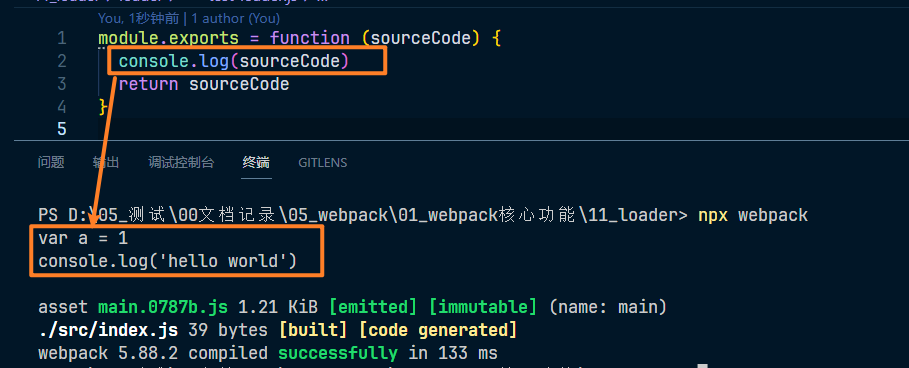 You, 1秒钟前 | 1 author (You)
1 module.exports = function (sourceCode) {
2 console.log(sourceCode)
3 return sourceCode
4 }
5
问题 输出 调试控制台 终端 GITLENS
PS D:\05_测试\00文档记录\05_webpack\01_webpack核心功能\11_loader> npx webpack
var a = 1
console.log('hello world')
asset main.0787b.js 1.21 KiB [emitted] [immutable] (name: main)
./src/index.js 39 bytes [built] [code generated]
webpack 5.88.2 compiled successfully in 133 ms